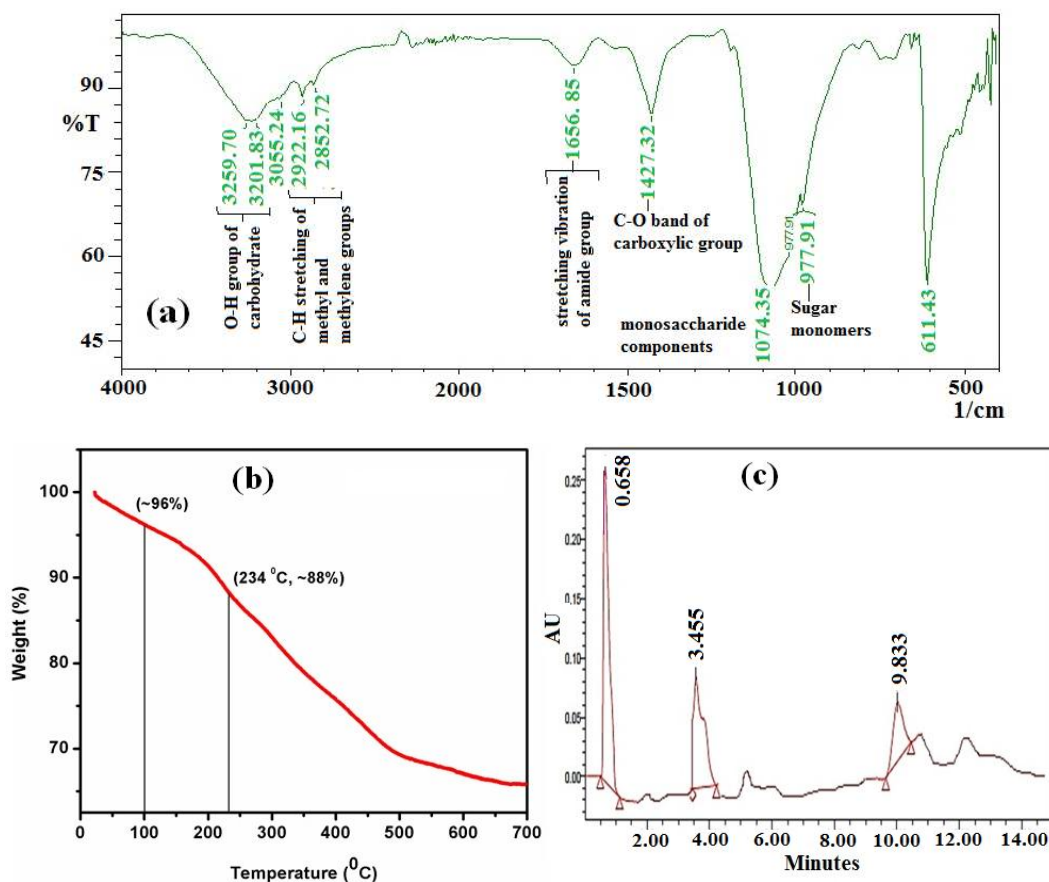 90
%T
75
60
45
(a)
3259.70
3201.83
3055.24
2922.16
2852.72
1656. 85
1427.32
1074.35
977.91
977.91
611.43
O-H group of
carbohydrate
C-H stretching of
methyl and
methylene groups
stretching vibration
of amide group
C-O band of
carboxylic group
monosaccharide
components
Sugar
monomers
4000 3000 2000 1500 1000 500
1/cm
(b)
100
90
80
70
Weight (%)
(~96%)
(234 ⁰C, ~88%)
0 100 200 300 400 500 600 700
Temperature (⁰C)
(c)
0.25
0.20
0.15
0.10
0.05
0.00
AU
0.658
3.455
9.833
2.00 4.00 6.00 8.00 10.00 12.00 14.00
Minutes